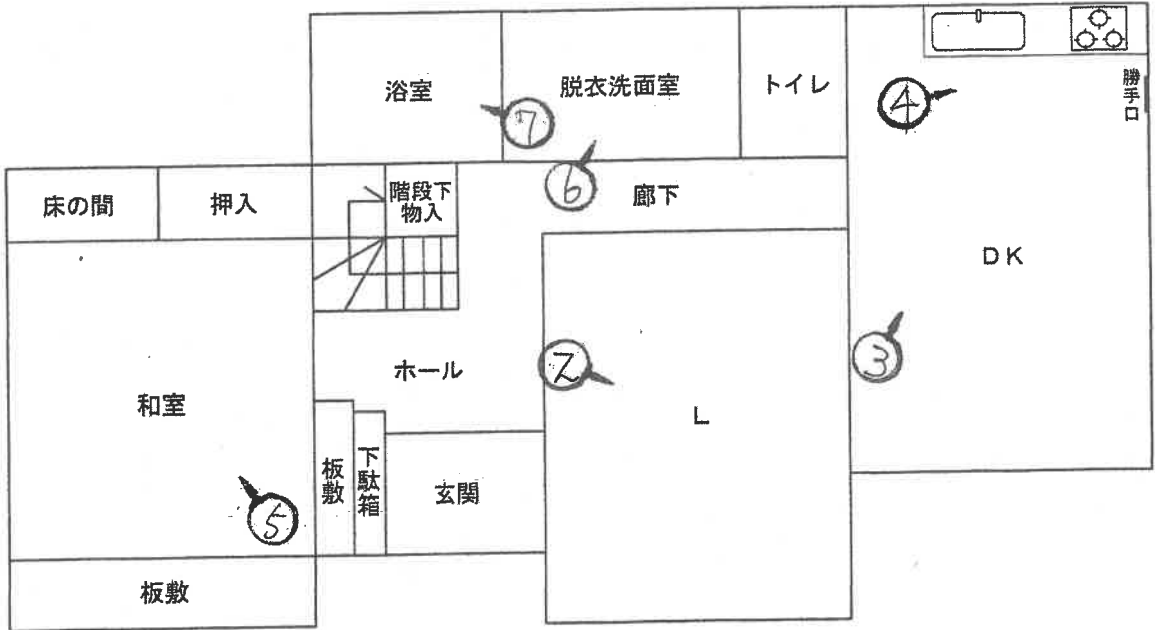 浴室
脱衣洗面室
トイレ
勝手口
④
⑦
⑥
床の間
押入
階段下
物入
廊下
DK
ホール
②
③
和室
L
板敷
下駄箱
玄関
⑤
板敷